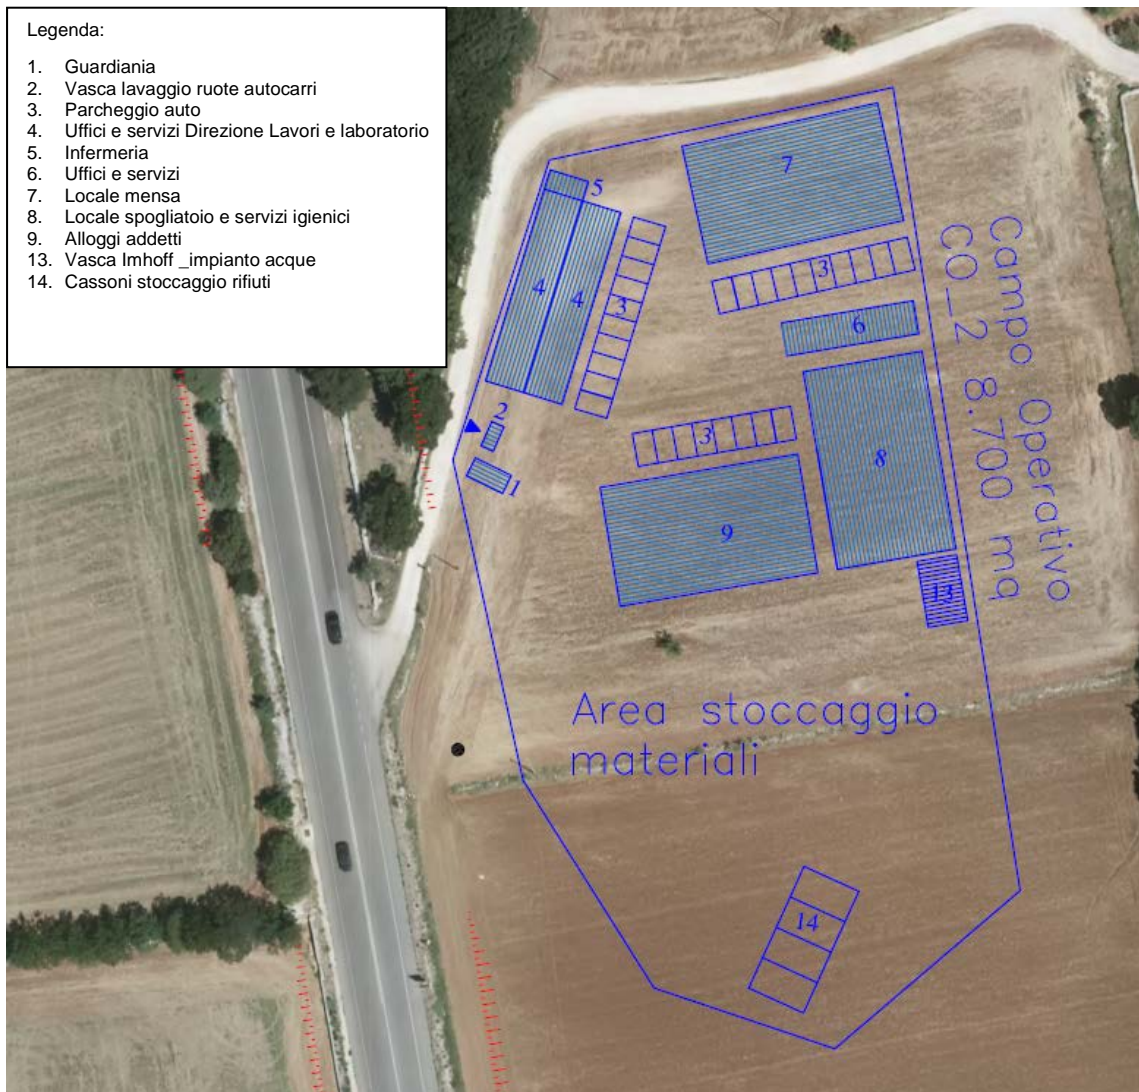 Legenda:
1. Guardiania
2. Vasca lavaggio ruote autocarri
3. Parcheggio auto
4. Uffici e servizi Direzione Lavori e laboratorio
5. Infermeria
6. Uffici e servizi
7. Locale mensa
8. Locale spogliatoio e servizi igienici
9. Alloggi addetti
13. Vasca Imhoff _impianto acque
14. Cassoni stoccaggio rifiuti
7
5
3
4
4
3
6
2
3
8
1
9
13
Campo Operativo
CO_2 8.700 mq
Area stoccaggio
materiali
14